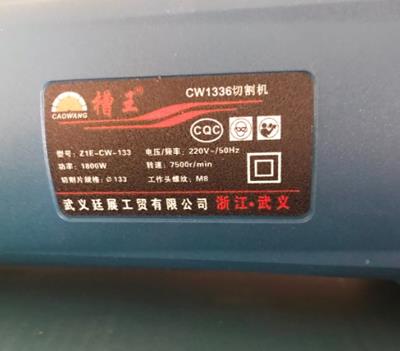 槽王®
CAOWANG
CW1336切割机
CQC
型号：Z1E-CW-133
电压/频率：220V~/50Hz
功率：1800W
转速：7500r/min
切割片规格：∅133
工作头螺纹：M8
武义廷展工贸有限公司 浙江·武义